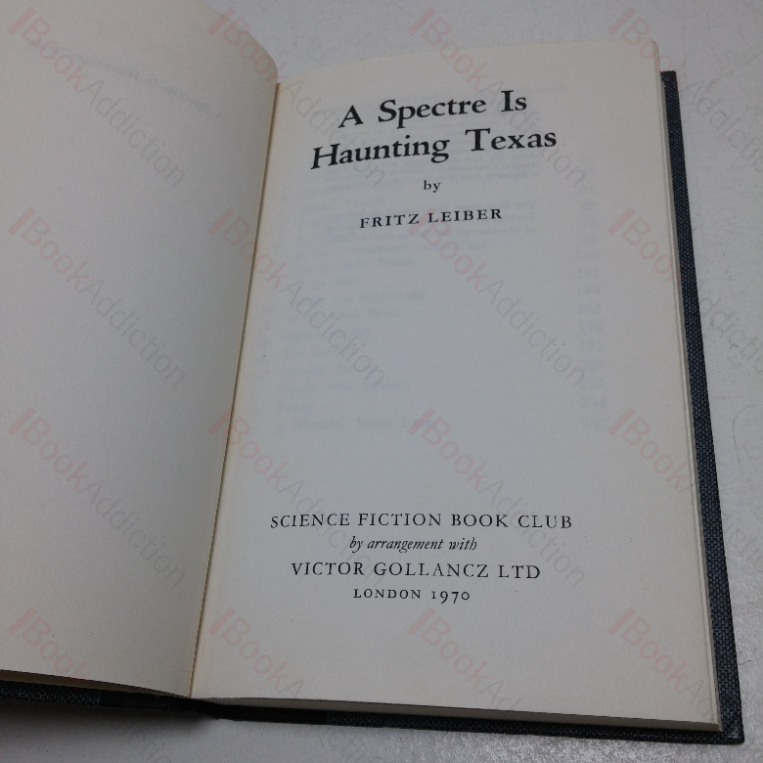 A Spectre Is
Haunting Texas
by
FRITZ LEIBER
SCIENCE FICTION BOOK CLUB
by arrangement with
VICTOR GOLLANCZ LTD
LONDON 1970
BookAddiction